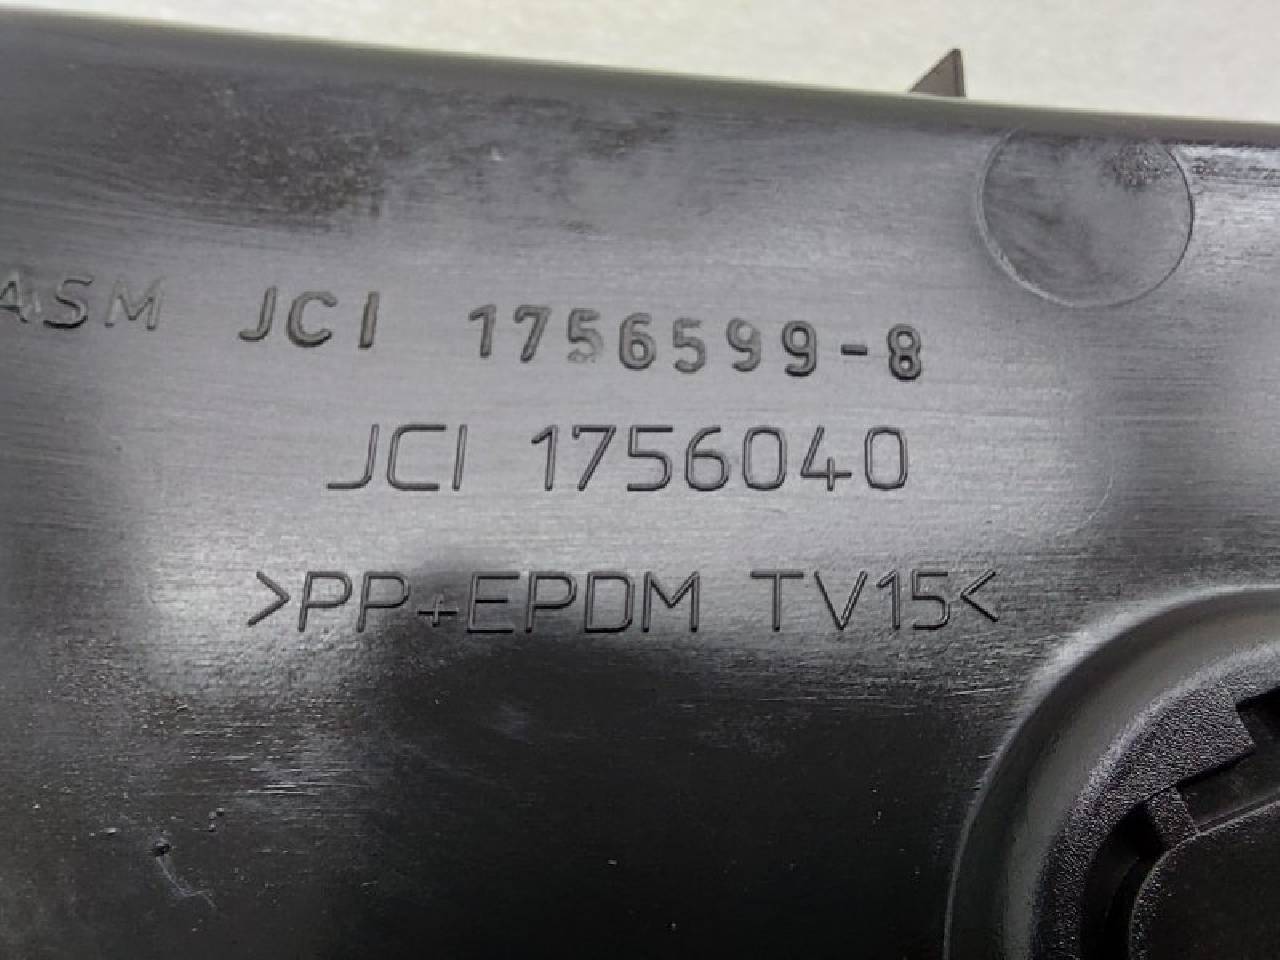 ASM JCI 1756599-8
JCI 1756040
>PP+EPDM TV15<